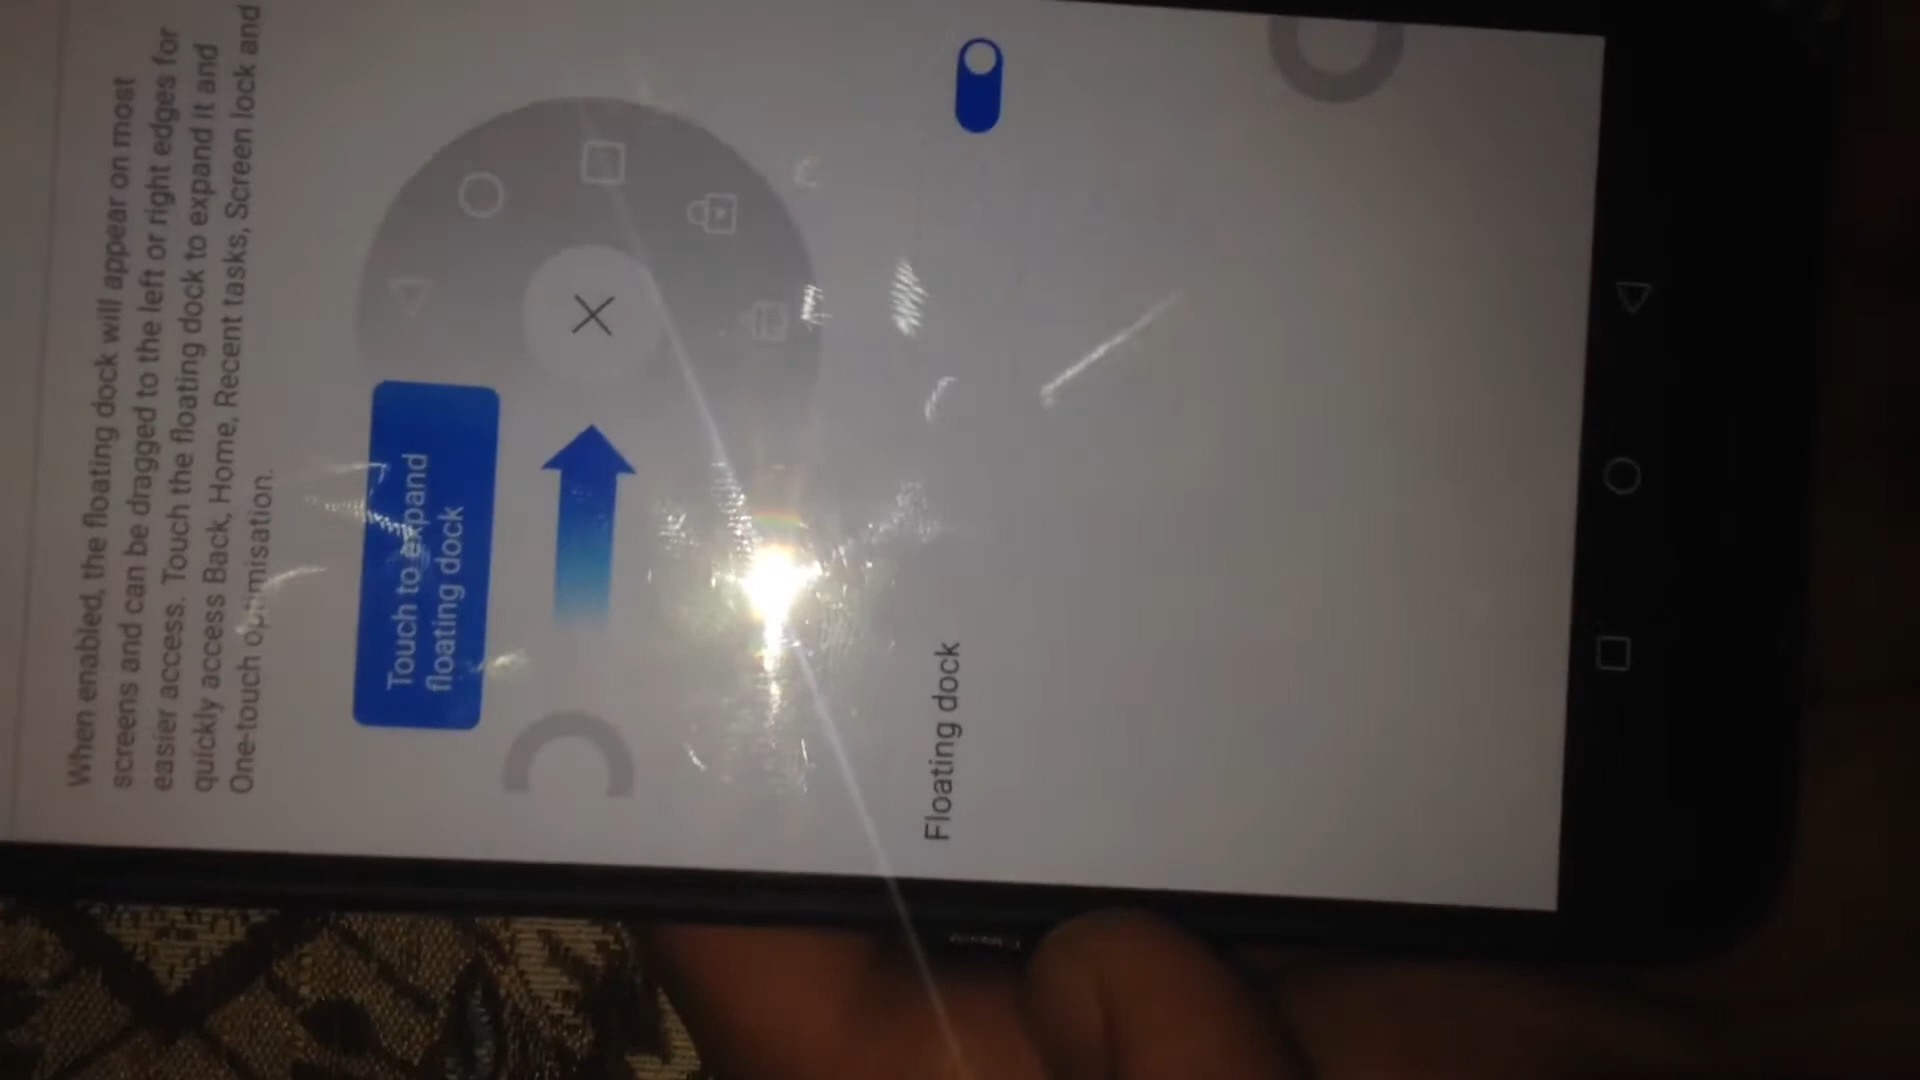 When enabled, the floating dock will appear on most
screens and can be dragged to the left or right edges for
easier access. Touch the floating dock to expand it and
quickly access Back, Home, Recent tasks, Screen lock and
One-touch optimisation.
Touch to expand
floating dock
Floating dock